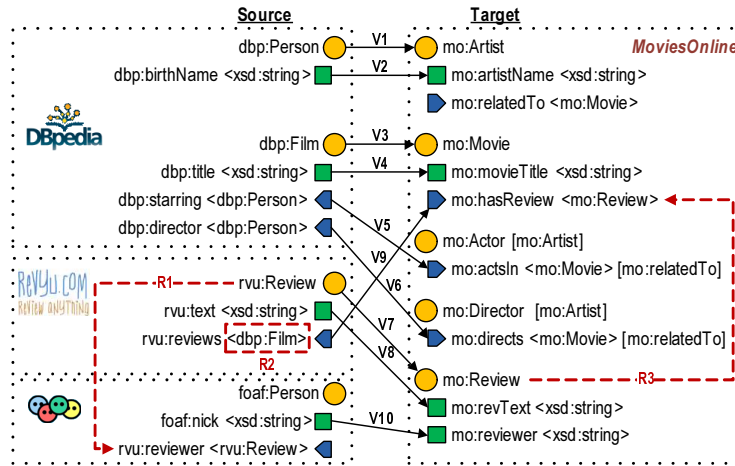 Source Target
dbp:Person V1 mo:Artist MoviesOnline
dbp:birthName <xsd:string> V2 mo:artistName <xsd:string>
mo:relatedTo <mo:Movie>
DBpedia
dbp:Film V3 mo:Movie
dbp:title <xsd:string> V4 mo:movieTitle <xsd:string>
dbp:starring <dbp:Person> mo:hasReview <mo:Review>
dbp:director <dbp:Person> V5
mo:Actor [mo:Artist]
V9
mo:actsIn <mo:Movie> [mo:relatedTo]
ReVYU.COM
REVIEW ANYTHING
R1 rvu:Review V6
rvu:text <xsd:string> mo:Director [mo:Artist]
V7
rvu:reviews <dbp:Film> mo:directs <mo:Movie> [mo:relatedTo]
V8
R2
mo:Review R3
foaf:Person
mo:revText <xsd:string>
foaf:nick <xsd:string> V10 mo:reviewer <xsd:string>
rvu:reviewer <rvu:Review>